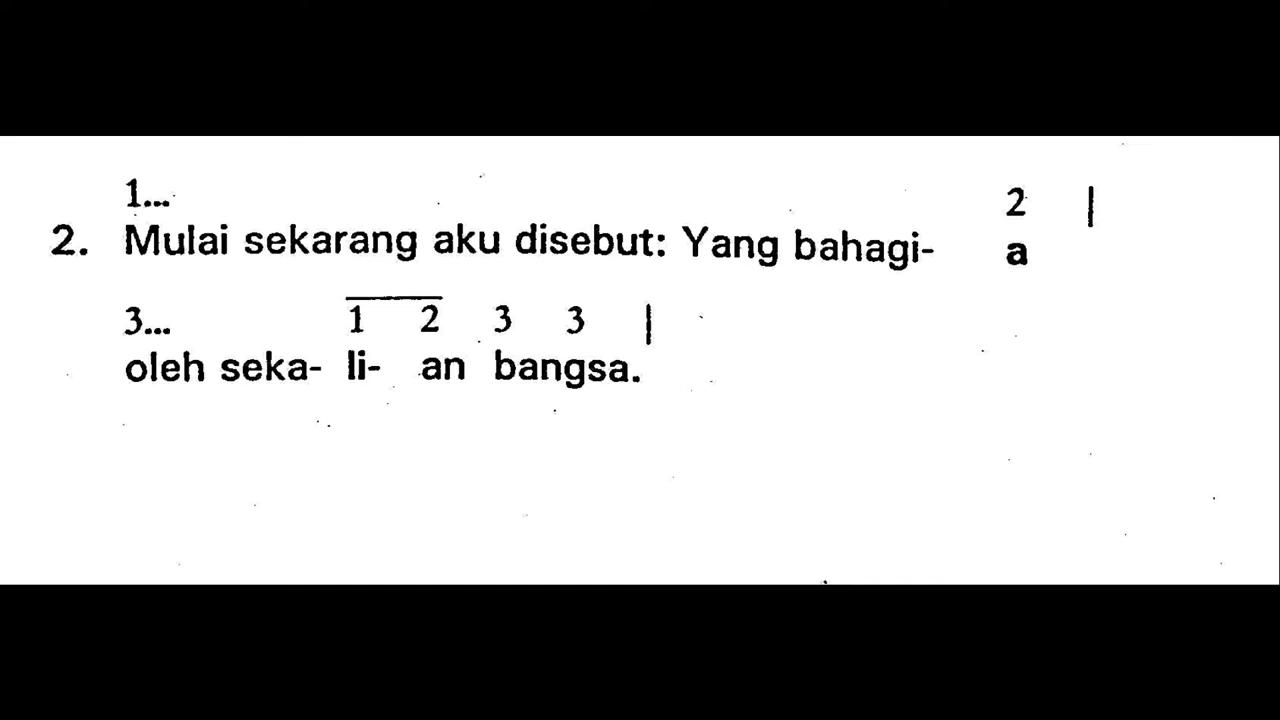 1... 2 |
2. Mulai sekarang aku disebut: Yang bahagi- a
3... 1 2 3 3 |
oleh seka- li- an bangsa.